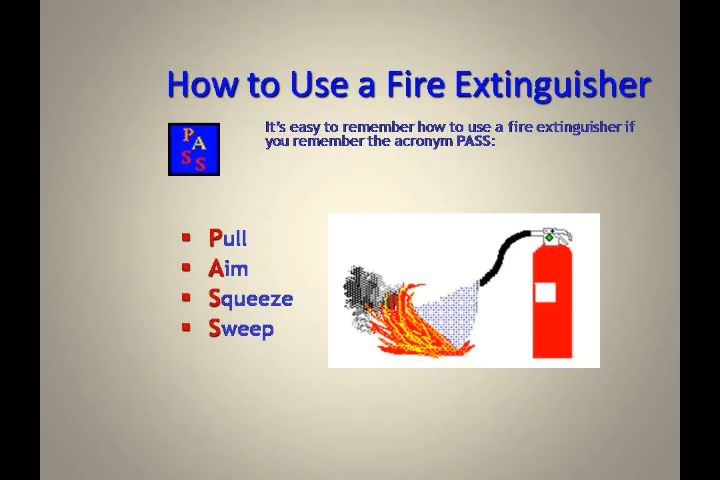 How to Use a Fire Extinguisher
P
A
S
S
It's easy to remember how to use a fire extinguisher if
you remember the acronym PASS:
Pull
Aim
Squeeze
Sweep